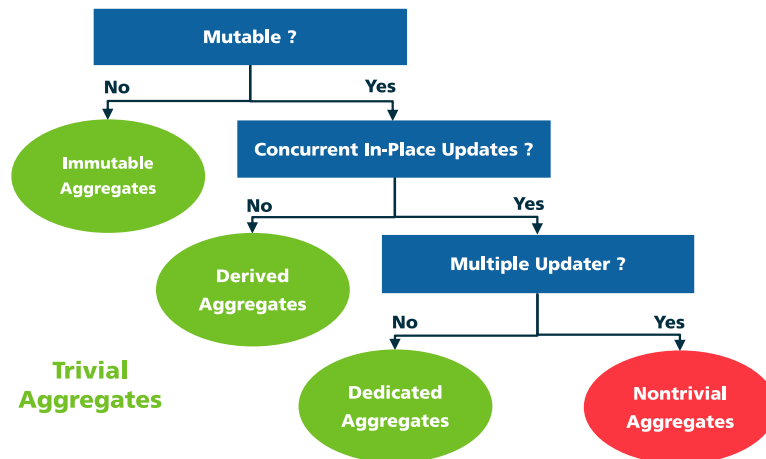 Mutable ?
No
Yes
Immutable
Aggregates
Concurrent In-Place Updates ?
No
Yes
Derived
Aggregates
Multiple Updater ?
No
Yes
Trivial
Aggregates
Dedicated
Aggregates
Nontrivial
Aggregates